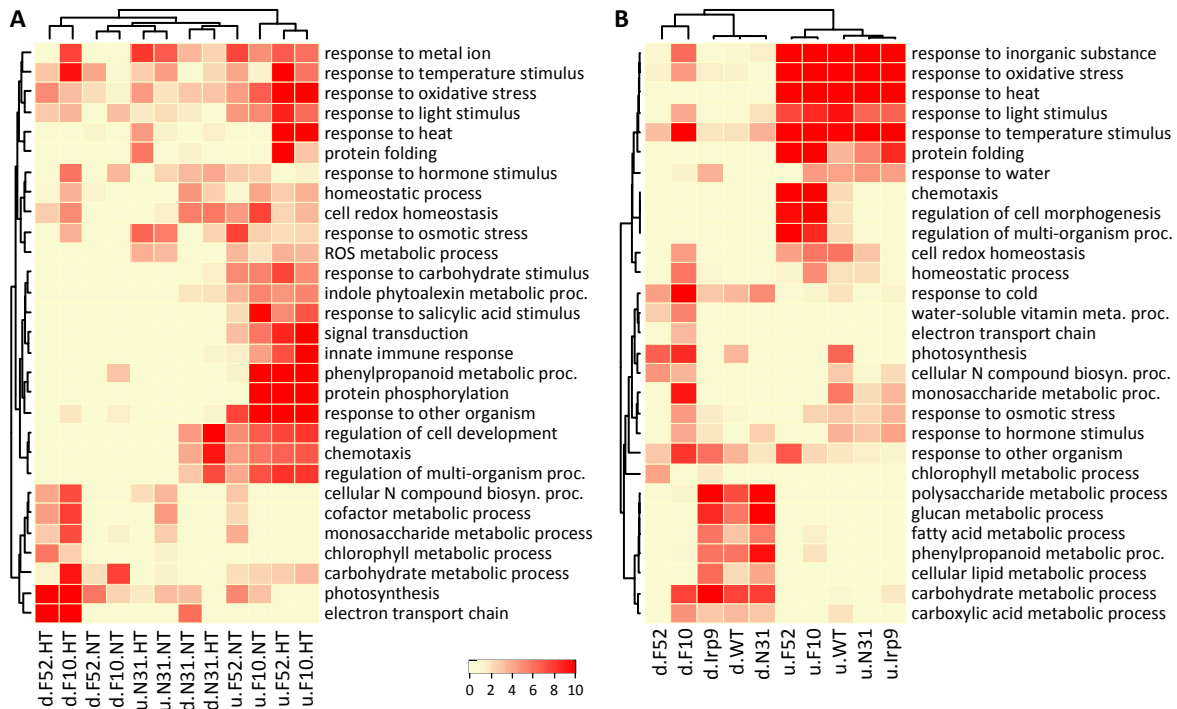 A
response to metal ion
response to temperature stimulus
response to oxidative stress
response to light stimulus
response to heat
protein folding
response to hormone stimulus
homeostatic process
cell redox homeostasis
response to osmotic stress
ROS metabolic process
response to carbohydrate stimulus
indole phytoalexin metabolic proc.
response to salicylic acid stimulus
signal transduction
innate immune response
phenylpropanoid metabolic proc.
protein phosphorylation
response to other organism
regulation of cell development
chemotaxis
regulation of multi-organism proc.
cellular N compound biosyn. proc.
cofactor metabolic process
monosaccharide metabolic process
chlorophyll metabolic process
carbohydrate metabolic process
photosynthesis
electron transport chain
d.F52.HT
d.F10.HT
d.F52.NT
d.F10.NT
u.N31.HT
u.N31.NT
d.N31.NT
d.N31.HT
u.F52.NT
u.F10.NT
u.F52.HT
u.F10.HT
0 2 4 6 8 10
B
response to inorganic substance
response to oxidative stress
response to heat
response to light stimulus
response to temperature stimulus
protein folding
response to water
chemotaxis
regulation of cell morphogenesis
regulation of multi-organism proc.
cell redox homeostasis
homeostatic process
response to cold
water-soluble vitamin meta. proc.
electron transport chain
photosynthesis
cellular N compound biosyn. proc.
monosaccharide metabolic proc.
response to osmotic stress
response to hormone stimulus
response to other organism
chlorophyll metabolic process
polysaccharide metabolic process
glucan metabolic process
fatty acid metabolic process
phenylpropanoid metabolic proc.
cellular lipid metabolic process
carbohydrate metabolic process
carboxylic acid metabolic process
d.F52
d.F10
d.Irp9
d.WT
d.N31
u.F52
u.F10
u.WT
u.N31
u.Irp9